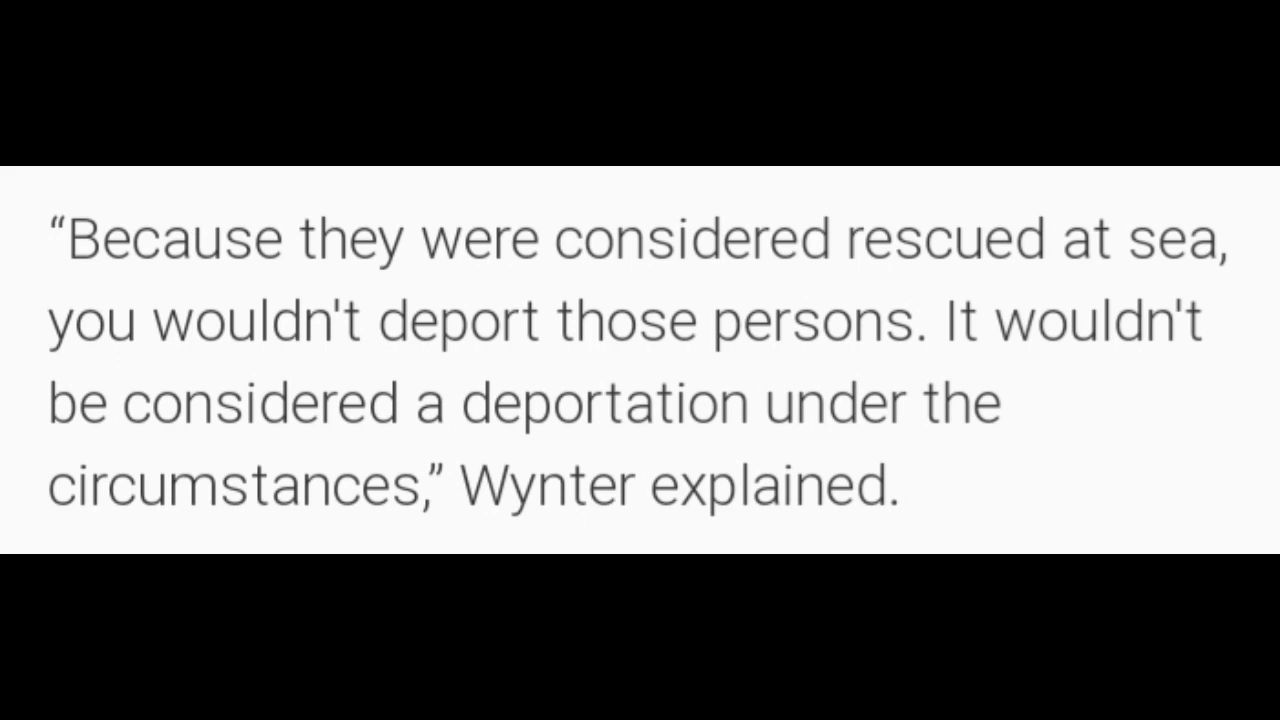 “Because they were considered rescued at sea,
you wouldn't deport those persons. It wouldn't
be considered a deportation under the
circumstances,” Wynter explained.